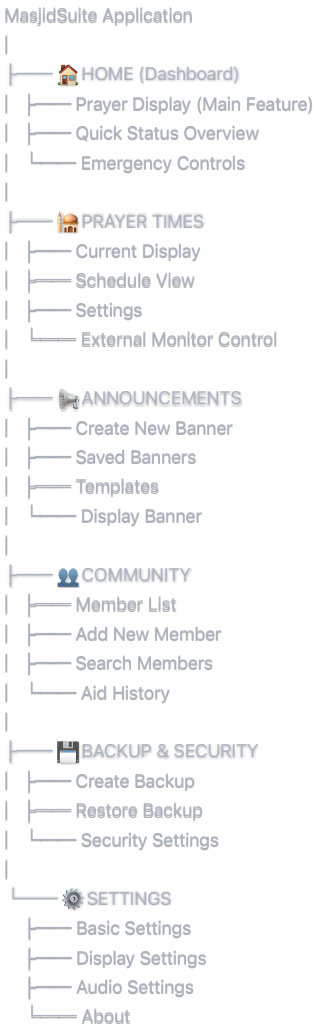 MasjidSuite Application
│
├── 🏠 HOME (Dashboard)
│ ├── Prayer Display (Main Feature)
│ ├── Quick Status Overview
│ └── Emergency Controls
│
├── 🕌 PRAYER TIMES
│ ├── Current Display
│ ├── Schedule View
│ ├── Settings
│ └── External Monitor Control
│
├── 📢 ANNOUNCEMENTS
│ ├── Create New Banner
│ ├── Saved Banners
│ ├── Templates
│ └── Display Banner
│
├── 👥 COMMUNITY
│ ├── Member List
│ ├── Add New Member
│ ├── Search Members
│ └── Aid History
│
├── 💾 BACKUP & SECURITY
│ ├── Create Backup
│ ├── Restore Backup
│ └── Security Settings
│
└── ⚙️ SETTINGS
├── Basic Settings
├── Display Settings
├── Audio Settings
└── About